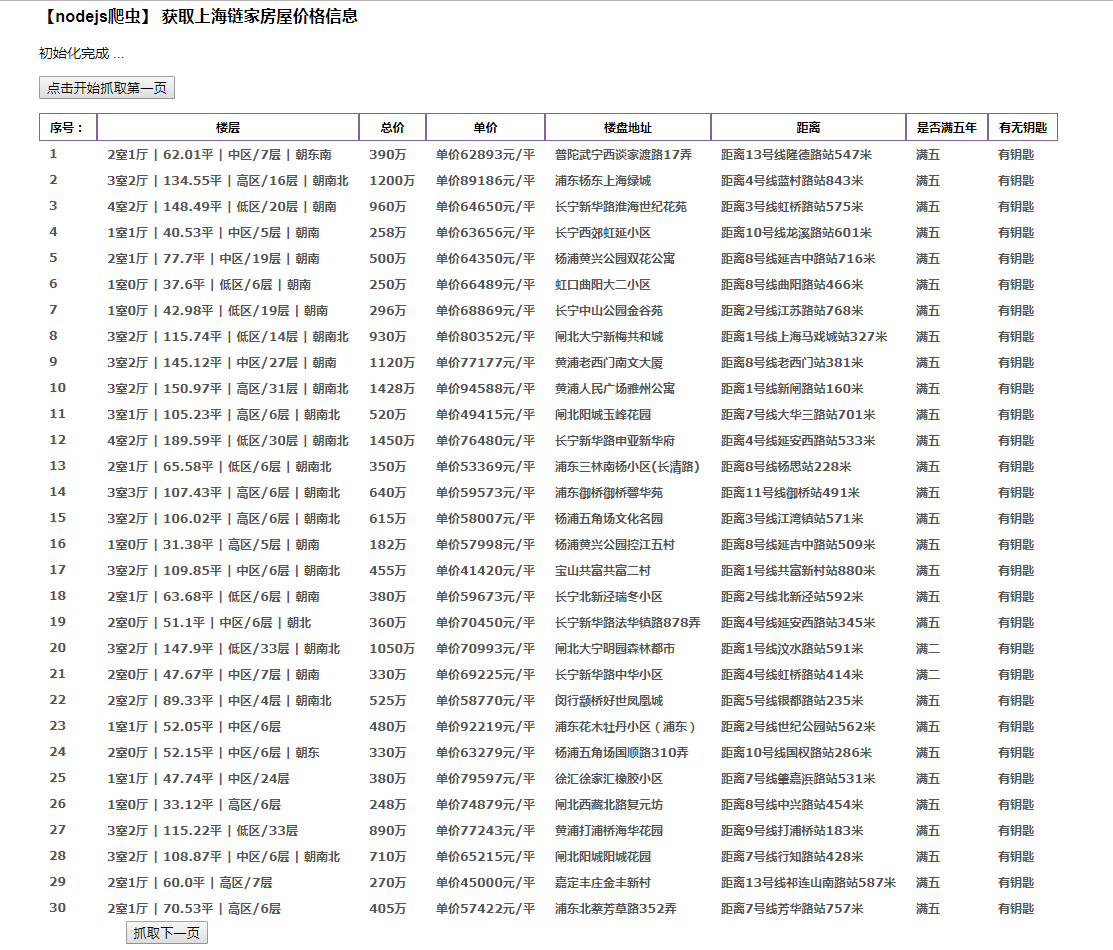 【nodejs爬虫】 获取上海链家房屋价格信息
初始化完成 ...
点击开始抓取第一页
序号： 楼层 总价 单价 楼盘地址 距离 是否满五年 有无钥匙
1 2室1厅 | 62.01平 | 中区/7层 | 朝东南 390万 单价62893元/平 普陀武宁西谈家渡路17弄 距离13号线隆德路站547米 满五 有钥匙
2 3室2厅 | 134.55平 | 高区/16层 | 朝南北 1200万 单价89186元/平 浦东杨东上海绿城 距离4号线蓝村路站843米 满五 有钥匙
3 4室2厅 | 148.49平 | 低区/20层 | 朝南 960万 单价64650元/平 长宁新华路淮海世纪花苑 距离3号线虹桥路站575米 满五 有钥匙
4 1室1厅 | 40.53平 | 中区/5层 | 朝南 258万 单价63656元/平 长宁西郊虹延小区 距离10号线龙溪路站601米 满五 有钥匙
5 2室1厅 | 77.7平 | 中区/19层 | 朝南 500万 单价64350元/平 杨浦黄兴公园双花公寓 距离8号线延吉中路站716米 满五 有钥匙
6 1室0厅 | 37.6平 | 低区/6层 | 朝南 250万 单价66489元/平 虹口曲阳大二小区 距离8号线曲阳路站466米 满五 有钥匙
7 1室0厅 | 42.98平 | 低区/19层 | 朝南 296万 单价68869元/平 长宁中山公园金谷苑 距离2号线江苏路站768米 满五 有钥匙
8 3室2厅 | 115.74平 | 低区/14层 | 朝南北 930万 单价80352元/平 闸北大宁新梅共和城 距离1号线上海马戏城站327米 满五 有钥匙
9 3室2厅 | 145.12平 | 中区/27层 | 朝南 1120万 单价77177元/平 黄浦老西门南文大厦 距离8号线老西门站381米 满五 有钥匙
10 3室2厅 | 150.97平 | 高区/31层 | 朝南北 1428万 单价94588元/平 黄浦人民广场雅州公寓 距离1号线新闸路站160米 满五 有钥匙
11 3室1厅 | 105.23平 | 高区/6层 | 朝南北 520万 单价49415元/平 闸北阳城玉峰花园 距离7号线大华三路站701米 满五 有钥匙
12 4室2厅 | 189.59平 | 低区/30层 | 朝南北 1450万 单价76480元/平 长宁新华路申亚新华府 距离4号线延安西路站533米 满五 有钥匙
13 2室1厅 | 65.58平 | 低区/6层 | 朝南北 350万 单价53369元/平 浦东三林南杨小区(长清路) 距离8号线杨思站228米 满五 有钥匙
14 3室3厅 | 107.43平 | 高区/6层 | 朝南北 640万 单价59573元/平 浦东御桥御桥馨华苑 距离11号线御桥站491米 满五 有钥匙
15 3室2厅 | 106.02平 | 高区/6层 | 朝南北 615万 单价58007元/平 杨浦五角场文化名园 距离3号线江湾镇站571米 满五 有钥匙
16 1室0厅 | 31.38平 | 高区/5层 | 朝南 182万 单价57998元/平 杨浦黄兴公园控江五村 距离8号线延吉中路站509米 满五 有钥匙
17 3室2厅 | 109.85平 | 中区/6层 | 朝南北 455万 单价41420元/平 宝山共富共富二村 距离1号线共富新村站880米 满五 有钥匙
18 2室1厅 | 63.68平 | 低区/6层 | 朝南 380万 单价59673元/平 长宁北新泾瑞冬小区 距离2号线北新泾站592米 满五 有钥匙
19 2室0厅 | 51.1平 | 中区/6层 | 朝北 360万 单价70450元/平 长宁新华路法华镇路878弄 距离4号线延安西路站345米 满五 有钥匙
20 3室2厅 | 147.9平 | 低区/33层 | 朝南北 1050万 单价70993元/平 闸北大宁明园森林都市 距离1号线汶水路站591米 满二 有钥匙
21 2室0厅 | 47.67平 | 中区/7层 | 朝南 330万 单价69225元/平 长宁新华路中华小区 距离4号线虹桥路站414米 满二 有钥匙
22 2室2厅 | 89.33平 | 中区/4层 | 朝南北 525万 单价58770元/平 闵行颛桥好世凤凰城 距离5号线银都路站235米 满五 有钥匙
23 1室1厅 | 52.05平 | 中区/6层 480万 单价92219元/平 浦东花木牡丹小区（浦东） 距离2号线世纪公园站562米 满五 有钥匙
24 2室0厅 | 52.15平 | 中区/6层 | 朝东 330万 单价63279元/平 杨浦五角场国顺路310弄 距离10号线国权路站286米 满五 有钥匙
25 1室1厅 | 47.74平 | 中区/24层 380万 单价79597元/平 徐汇徐家汇橡胶小区 距离7号线肇嘉浜路站531米 满五 有钥匙
26 1室0厅 | 33.12平 | 高区/6层 248万 单价74879元/平 闸北西藏北路复元坊 距离8号线中兴路站454米 满五 有钥匙
27 3室2厅 | 115.22平 | 低区/33层 890万 单价77243元/平 黄浦打浦桥海华花园 距离9号线打浦桥站183米 满五 有钥匙
28 3室2厅 | 108.87平 | 中区/6层 | 朝南北 710万 单价65215元/平 闸北阳城阳城花园 距离7号线行知路站428米 满五 有钥匙
29 2室1厅 | 60.0平 | 高区/7层 270万 单价45000元/平 嘉定丰庄金丰新村 距离13号线祁连山南路站587米 满五 有钥匙
30 2室1厅 | 70.53平 | 高区/6层 405万 单价57422元/平 浦东北蔡芳草路352弄 距离7号线芳华路站757米 满五 有钥匙
抓取下一页